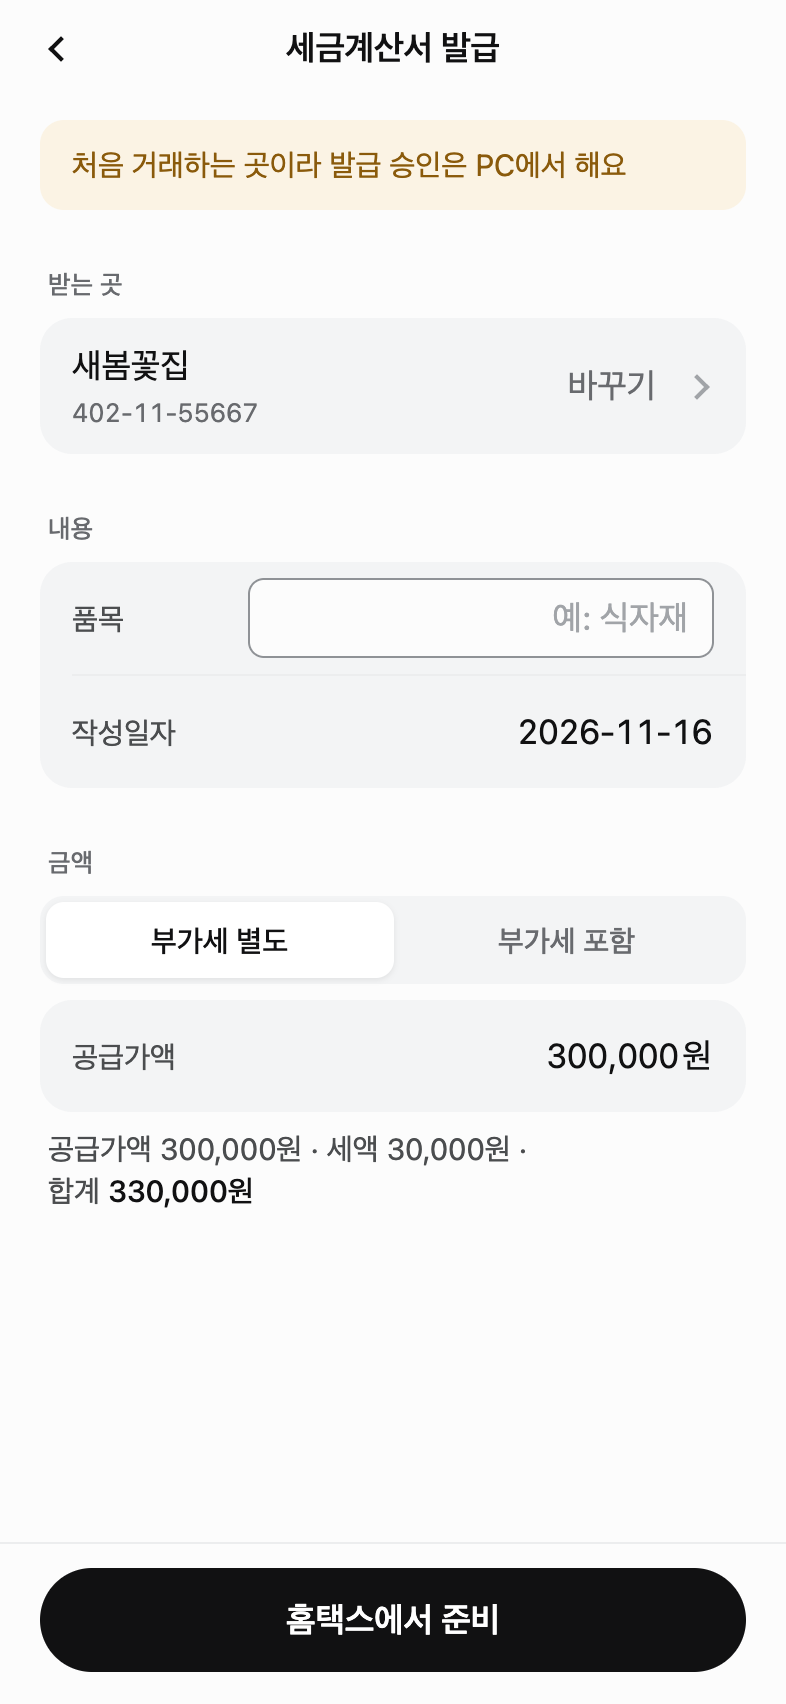 세금계산서 발급
처음 거래하는 곳이라 발급 승인은 PC에서 해요
받는 곳
새봄꽃집
402-11-55667
바꾸기
내용
품목
예: 식자재
작성일자
2026-11-16
금액
부가세 별도
부가세 포함
공급가액
300,000원
공급가액 300,000원 · 세액 30,000원 ·
합계 330,000원
홈택스에서 준비